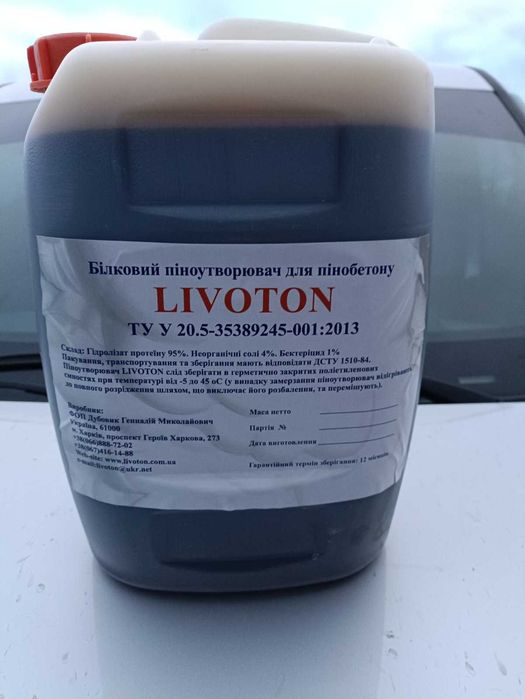 Білковий піноутворювач для пінобетону
LIVOTON
ТУ У 20.5-35389245-001:2013
Склад: Гідролізат протеїну 95%. Неорганічні солі 4%. Бектеріцид 1%
Пакування, транспортування та зберігання мають відповідати ДСТУ 1510-84.
Піноутворювач LIVOTON слід зберігати в герметично закритих поліетиленових
ємностях при температурі від -5 до 45 оС (у випадку замерзання піноутворювач відігрівають
до повного розрідження шляхом, що виключає його розбалення, та перемішують).
Виробник:
ФОП Дубовик Геннадій Миколайович
Україна, 61000
м. Харків, проспект Героїв Харкова, 273
+38(066)888-72-02
+38(067)416-14-88
Web-site: www.livoton.com.ua
e-mail:livoton@ukr.net
Маса нетто
Партія №
Дата виготовлення
Гарантійний термін зберігання: 12 місяців